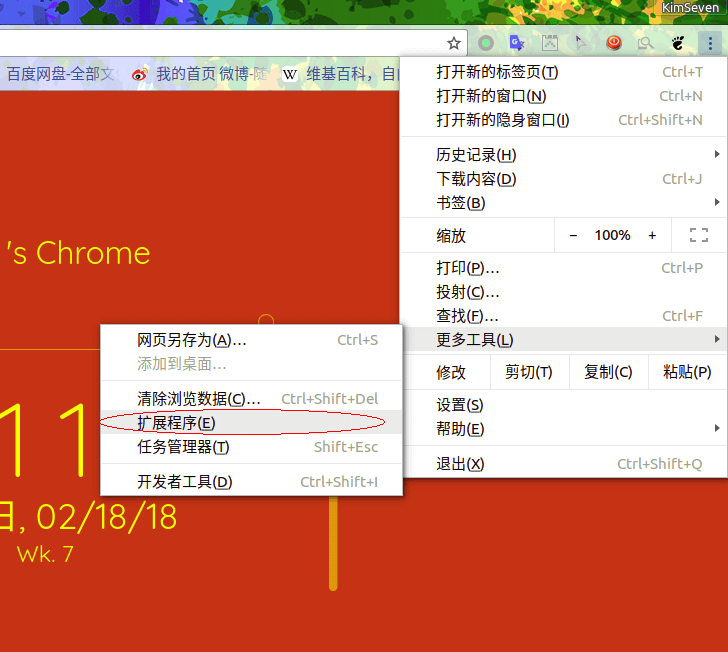 KimSeven
百度网盘-全部文 我的首页 微博-随 W 维基百科，自由
打开新的标签页(T) Ctrl+T
打开新的窗口(N) Ctrl+N
打开新的隐身窗口(I) Ctrl+Shift+N
历史记录(H)
下载内容(D) Ctrl+J
书签(B)
缩放 − 100% +
打印(P)... Ctrl+P
投射(C)...
查找(F)... Ctrl+F
更多工具(L)
修改 剪切(T) 复制(C) 粘贴(P)
设置(S)
帮助(E)
退出(X) Ctrl+Shift+Q
's Chrome
网页另存为(A)... Ctrl+S
添加到桌面...
清除浏览数据(C)... Ctrl+Shift+Del
扩展程序(E)
任务管理器(T) Shift+Esc
开发者工具(D) Ctrl+Shift+I
11
日, 02/18/18
Wk. 7